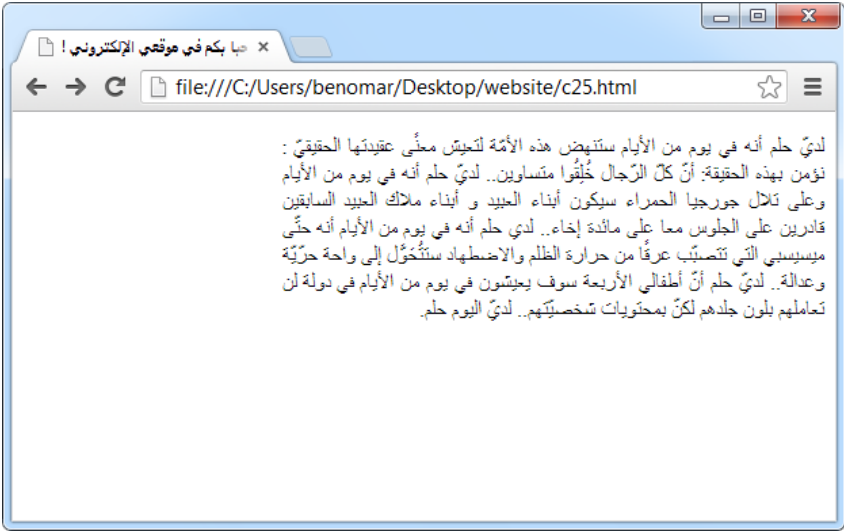 حبا بكم في موقعي الإلكتروني !
file:///C:/Users/benomar/Desktop/website/c25.html
لديّ حلم أنه في يوم من الأيام ستنهض هذه الأمّة لتعيش معنًى عقيدتها الحقيقيّ :
نؤمن بهذه الحقيقة: أنّ كلّ الرّجال خُلِقُوا متساوين.. لديّ حلم أنه في يوم من الأيام
وعلى تلال جورجيا الحمراء سيكون أبناء العبيد و أبناء ملاك العبيد السابقين
قادرين على الجلوس معا على مائدة إخاء.. لدي حلم أنه في يوم من الأيام أنه حتّى
ميسيسبي التي تتصبّب عرقًا من حرارة الظلم والاضطهاد ستتُحَوَّل إلى واحة حرّيّة
وعدالة.. لديّ حلم أنّ أطفالي الأربعة سوف يعيشون في يوم من الأيام في دولة لن
تعاملهم بلون جلدهم لكنّ بمحتويات شخصيّتهم.. لديّ اليوم حلم.